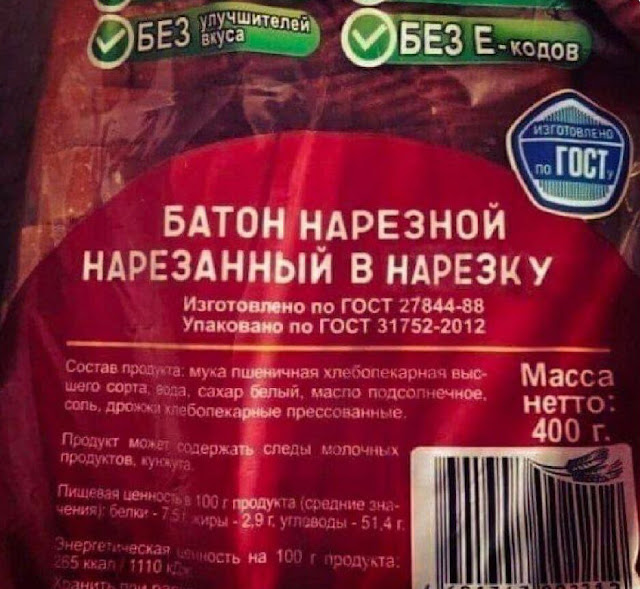 БЕЗ улучшителей вкуса
БЕЗ Е-кодов
ИЗГОТОВЛЕНО
по ГОСТу
БАТОН НАРЕЗНОЙ
НАРЕЗАННЫЙ В НАРЕЗКУ
Изготовлено по ГОСТ 27844-88
Упаковано по ГОСТ 31752-2012
Состав продукта: мука пшеничная хлебопекарная выс-
шего сорта, вода, сахар белый, масло подсолнечное,
соль, дрожжи хлебопекарные прессованные.
Масса
нетто:
400 г.
Продукт может содержать следы молочных
продуктов, кунжута.
Пищевая ценность в 100 г продукта (средние зна-
чения): белки - 7,5 г, жиры - 2,9 г, углеводы - 51,4 г.
Энергетическая ценность на 100 г продукта:
265 ккал / 1110 кДж
Хранить при